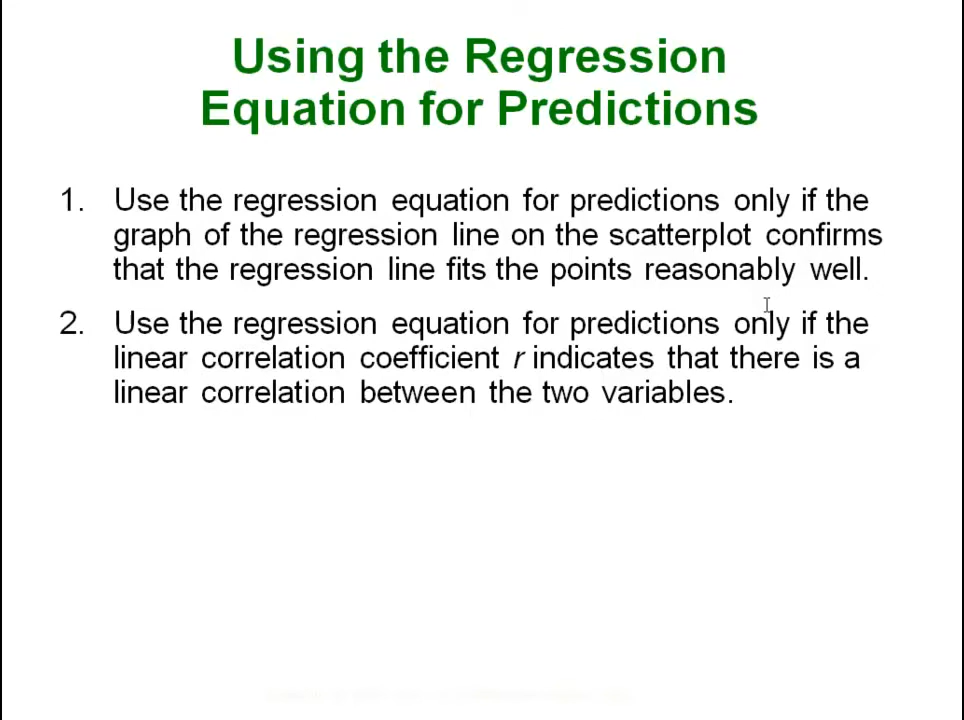 Using the Regression
Equation for Predictions
1. Use the regression equation for predictions only if the
graph of the regression line on the scatterplot confirms
that the regression line fits the points reasonably well.
2. Use the regression equation for predictions only if the
linear correlation coefficient r indicates that there is a
linear correlation between the two variables.